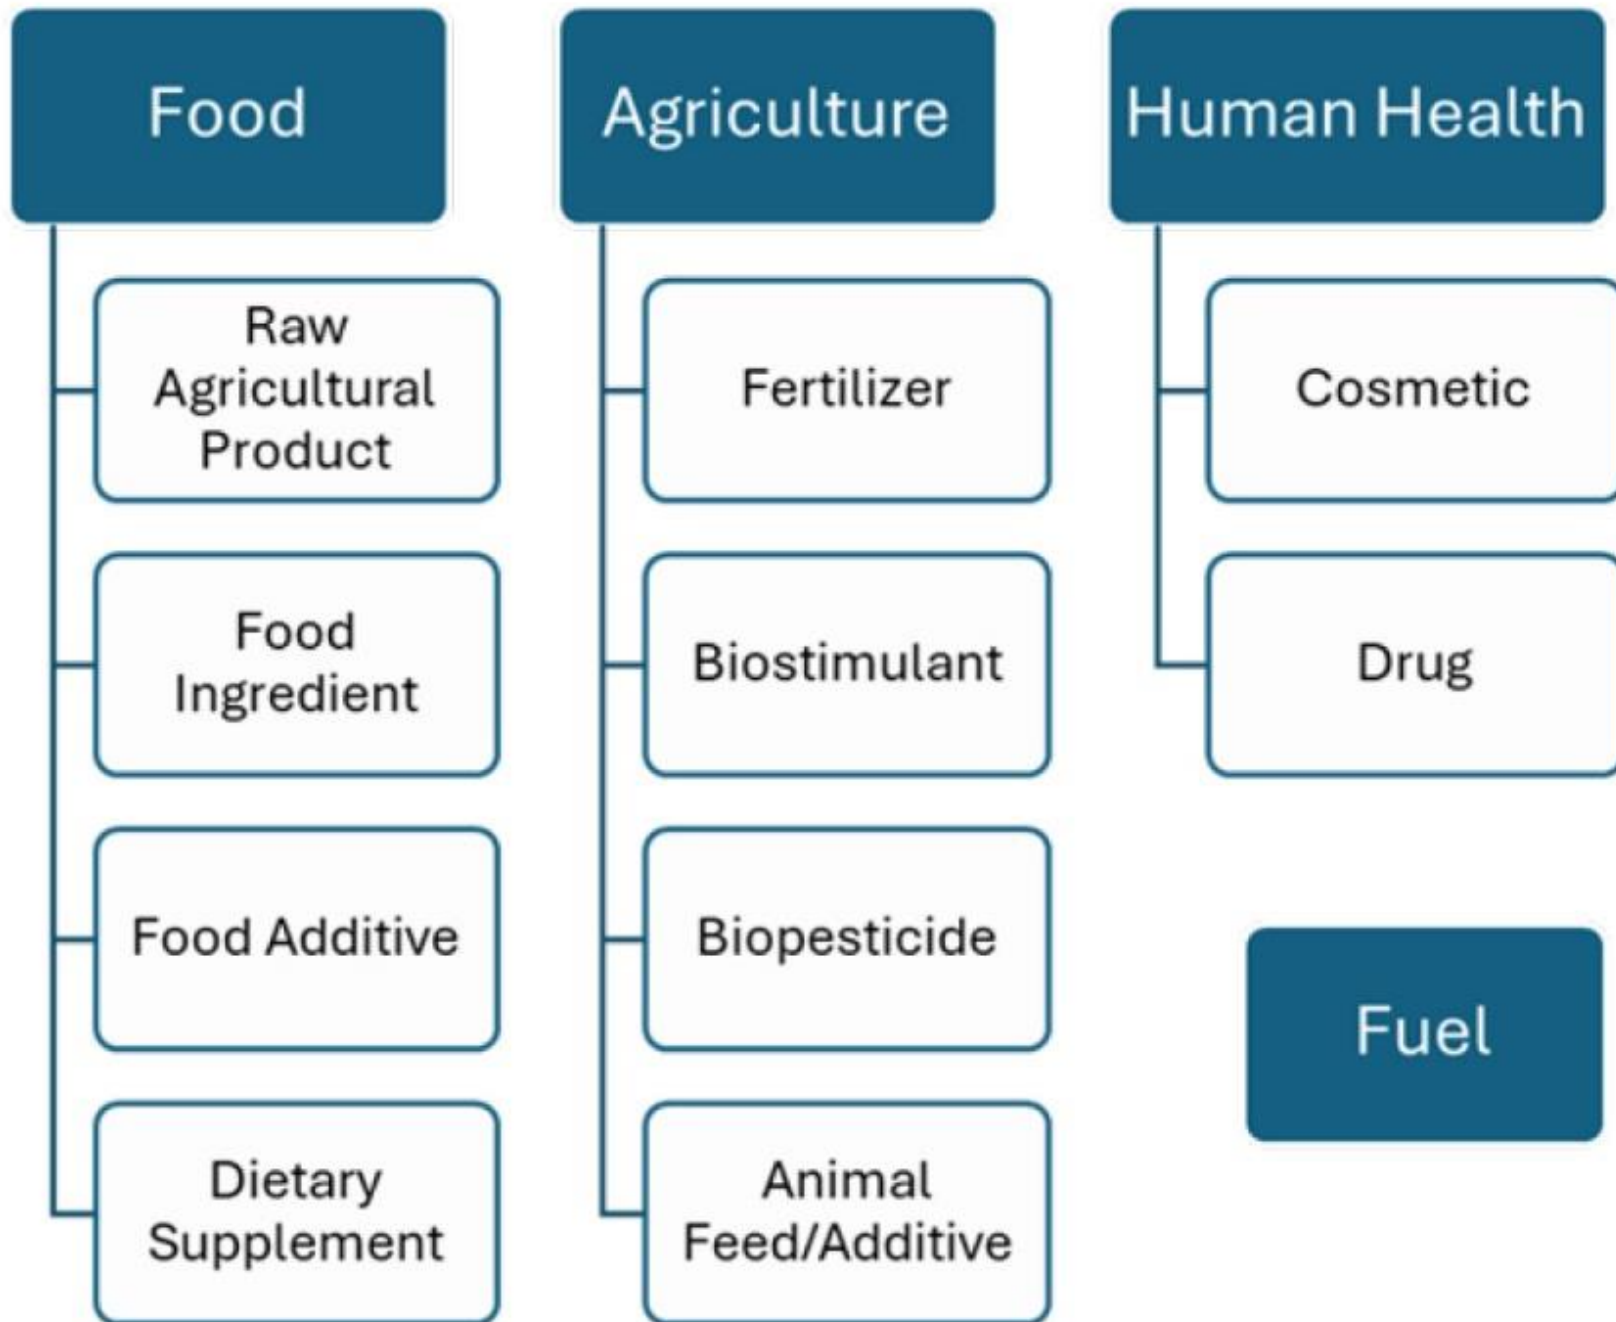 Food
Raw
Agricultural
Product
Food
Ingredient
Food Additive
Dietary
Supplement
Agriculture
Fertilizer
Biostimulant
Biopesticide
Animal
Feed/Additive
Human Health
Cosmetic
Drug
Fuel